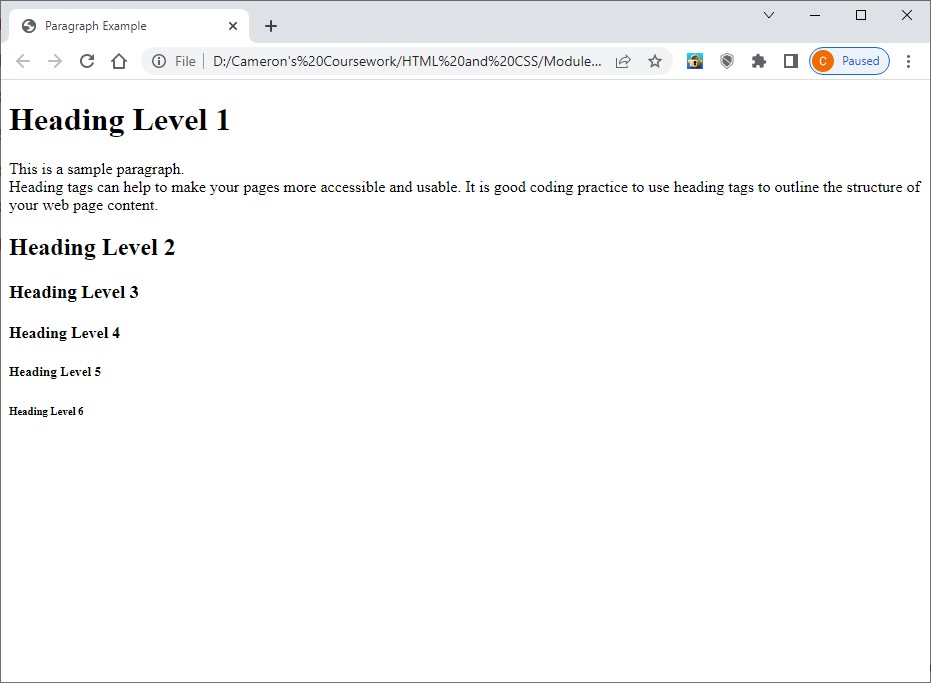 Paragraph Example
File D:/Cameron's%20Coursework/HTML%20and%20CSS/Module...
C Paused
Heading Level 1
This is a sample paragraph.
Heading tags can help to make your pages more accessible and usable. It is good coding practice to use heading tags to outline the structure of
your web page content.
Heading Level 2
Heading Level 3
Heading Level 4
Heading Level 5
Heading Level 6